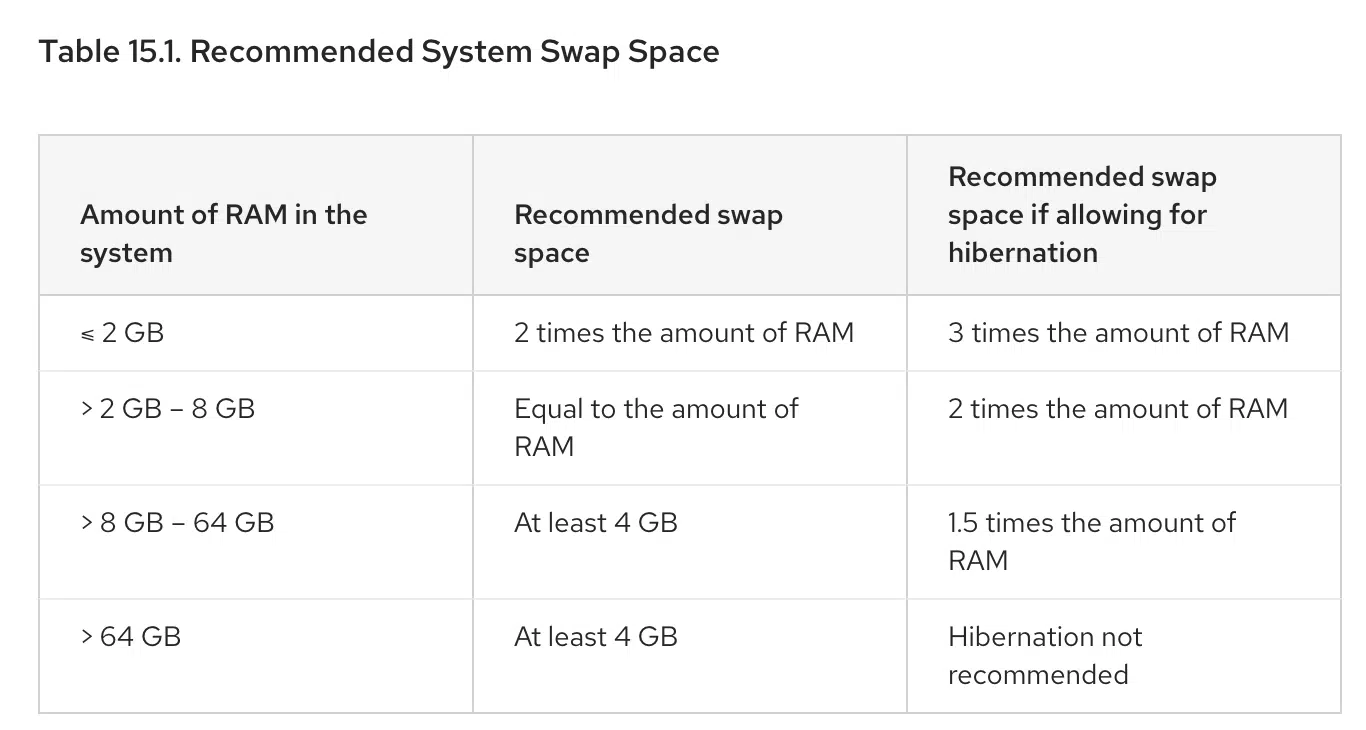 Table 15.1. Recommended System Swap Space
Amount of RAM in the
system
Recommended swap
space
Recommended swap
space if allowing for
hibernation
⩽ 2 GB
2 times the amount of RAM
3 times the amount of RAM
> 2 GB – 8 GB
Equal to the amount of
RAM
2 times the amount of RAM
> 8 GB – 64 GB
At least 4 GB
1.5 times the amount of
RAM
> 64 GB
At least 4 GB
Hibernation not
recommended